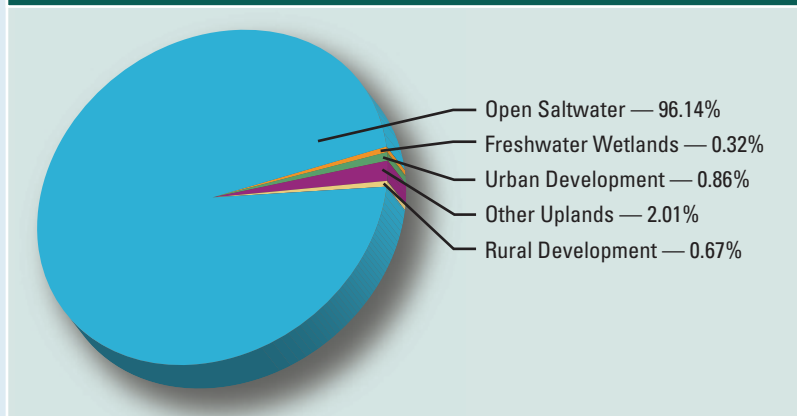 Open Saltwater — 96.14%
Freshwater Wetlands — 0.32%
Urban Development — 0.86%
Other Uplands — 2.01%
Rural Development — 0.67%